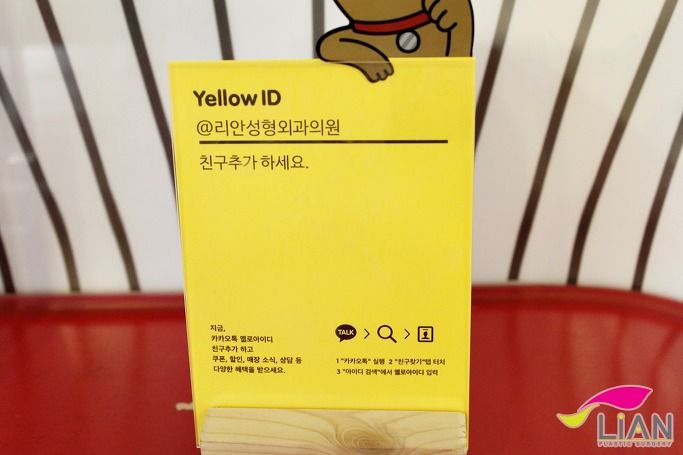 Yellow ID
@리안성형외과의원
친구추가 하세요.
지금,
카카오톡 옐로아이디
친구추가 하고
쿠폰, 할인, 매장 소식, 상담 등
다양한 혜택을 받으세요.
TALK
1 "카카오톡" 실행 2 "친구찾기"탭 터치
3 "아이디 검색"에서 옐로아이디 입력
LIAN
PLASTIC SURGERY